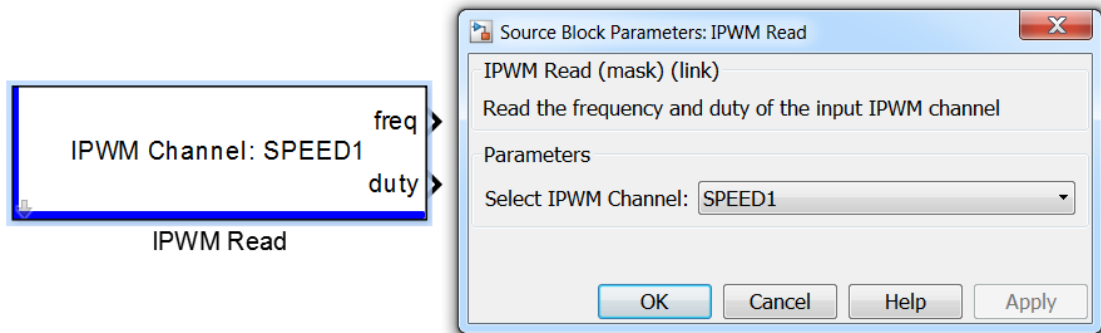 freq
IPWM Channel: SPEED1
duty
IPWM Read
Source Block Parameters: IPWM Read
IPWM Read (mask) (link)
Read the frequency and duty of the input IPWM channel
Parameters
Select IPWM Channel: SPEED1
OK Cancel Help Apply